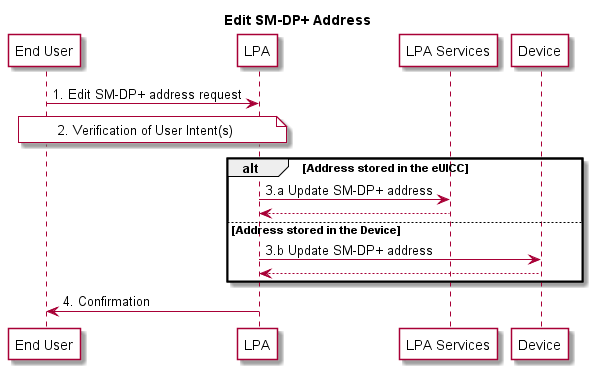 Edit SM-DP+ Address
End User
LPA
LPA Services
Device
1. Edit SM-DP+ address request
2. Verification of User Intent(s)
alt
[Address stored in the eUICC]
3.a Update SM-DP+ address
[Address stored in the Device]
3.b Update SM-DP+ address
4. Confirmation
End User
LPA
LPA Services
Device